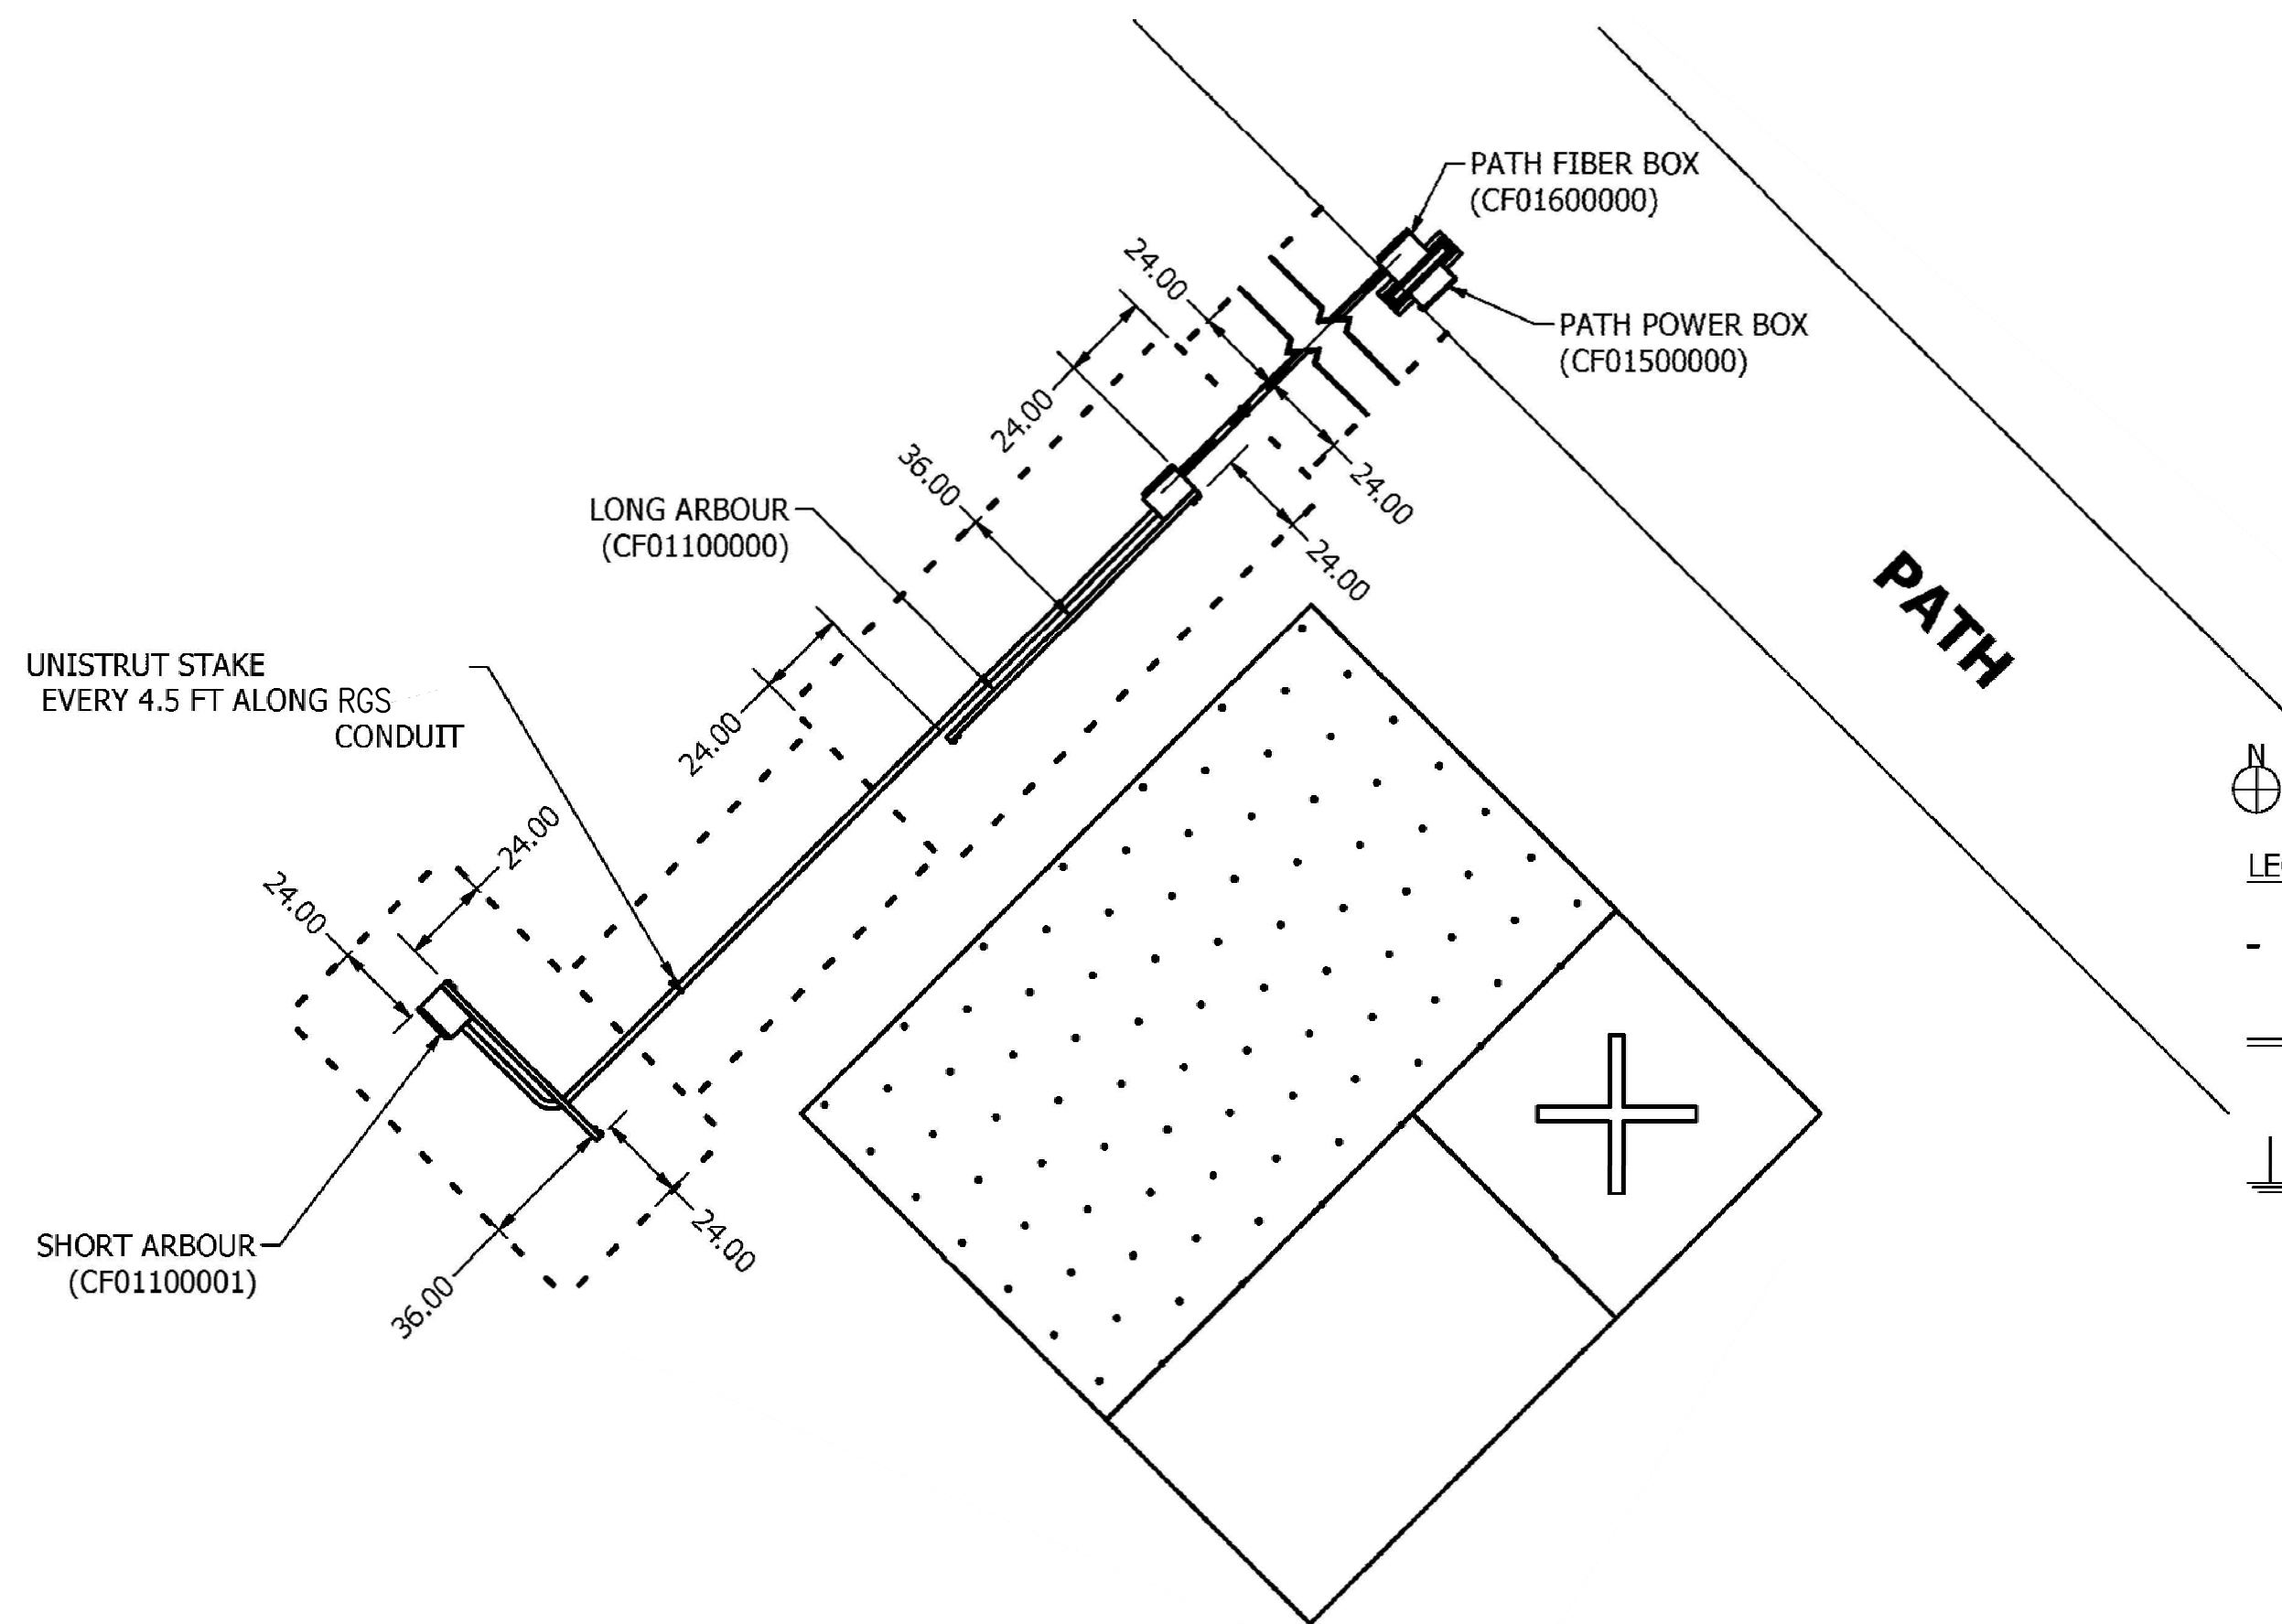 PATH FIBER BOX
(CF01600000)
24.00
PATH POWER BOX
(CF01500000)
24.00
36.00
24.00
LONG ARBOUR
(CF01100000)
24.00
PATH
UNISTRUT STAKE
EVERY 4.5 FT ALONG RGS
CONDUIT
24.00
N
24.00
24.00
LE
SHORT ARBOUR
(CF01100001)
24.00
36.00